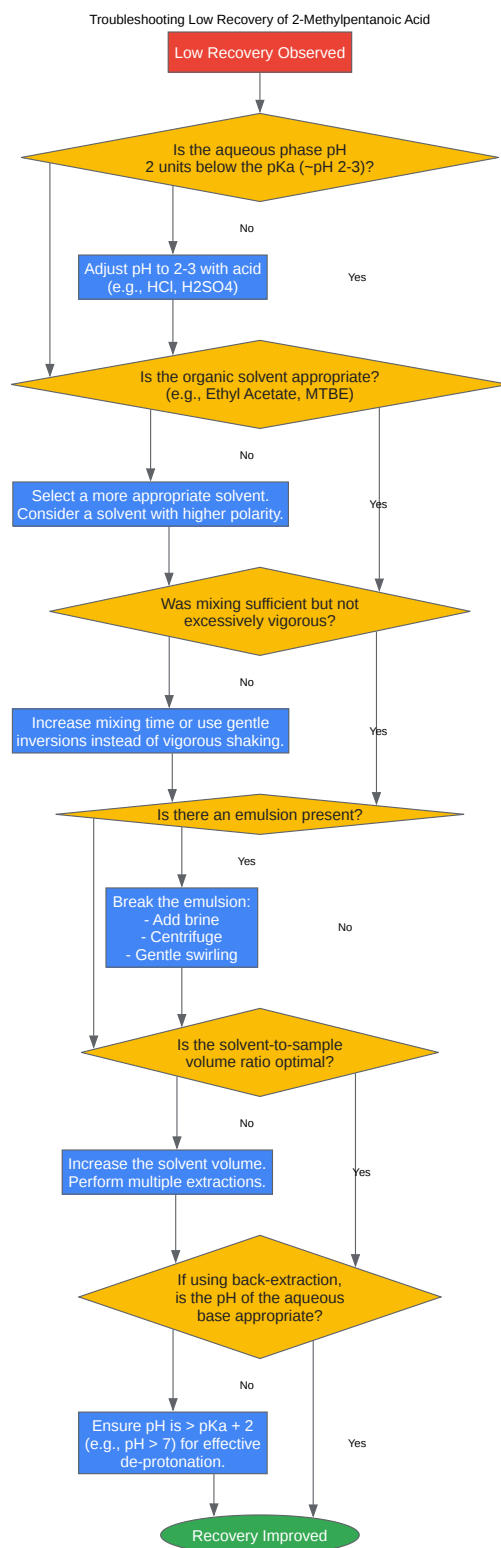 Troubleshooting Low Recovery of 2-Methylpentanoic Acid
Low Recovery Observed
Is the aqueous phase pH
2 units below the pKa (~pH 2-3)?
No
Adjust pH to 2-3 with acid
(e.g., HCl, H2SO4)
Yes
Is the organic solvent appropriate?
(e.g., Ethyl Acetate, MTBE)
No
Select a more appropriate solvent.
Consider a solvent with higher polarity.
Yes
Was mixing sufficient but not
excessively vigorous?
No
Increase mixing time or use gentle
inversions instead of vigorous shaking.
Yes
Is there an emulsion present?
Yes
Break the emulsion:
- Add brine
- Centrifuge
- Gentle swirling
No
Is the solvent-to-sample
volume ratio optimal?
No
Increase the solvent volume.
Perform multiple extractions.
Yes
If using back-extraction,
is the pH of the aqueous
base appropriate?
No
Ensure pH is > pKa + 2
(e.g., pH > 7) for effective
de-protonation.
Yes
Recovery Improved